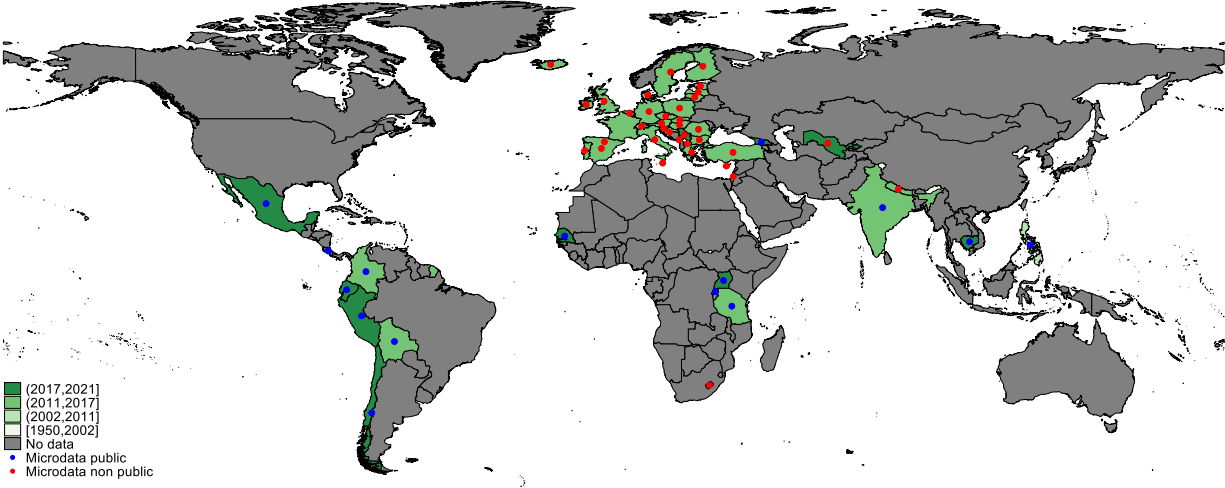 (2017,2021]
(2011,2017]
(2002,2011]
[1950,2002]
No data
Microdata public
Microdata non public